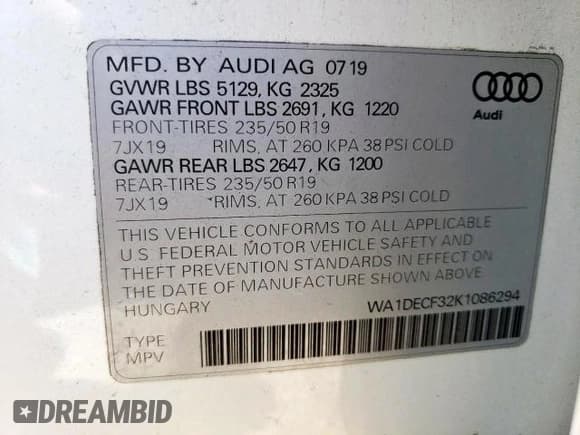 MFD. BY AUDI AG 0719
GVWR LBS 5129, KG 2325
GAWR FRONT LBS 2691, KG 1220
FRONT-TIRES 235/50 R19
7JX19 RIMS, AT 260 KPA 38 PSI COLD
GAWR REAR LBS 2647, KG 1200
REAR-TIRES 235/50 R19
7JX19 RIMS, AT 260 KPA 38 PSI COLD
Audi
THIS VEHICLE CONFORMS TO ALL APPLICABLE
U.S FEDERAL MOTOR VEHICLE SAFETY AND
THEFT PREVENTION STANDARDS IN EFFECT ON
THE DATE OF MANUFACTURE SHOWN ABOVE
HUNGARY
WA1DECF32K1086294
TYPE
MPV
DREAMBID